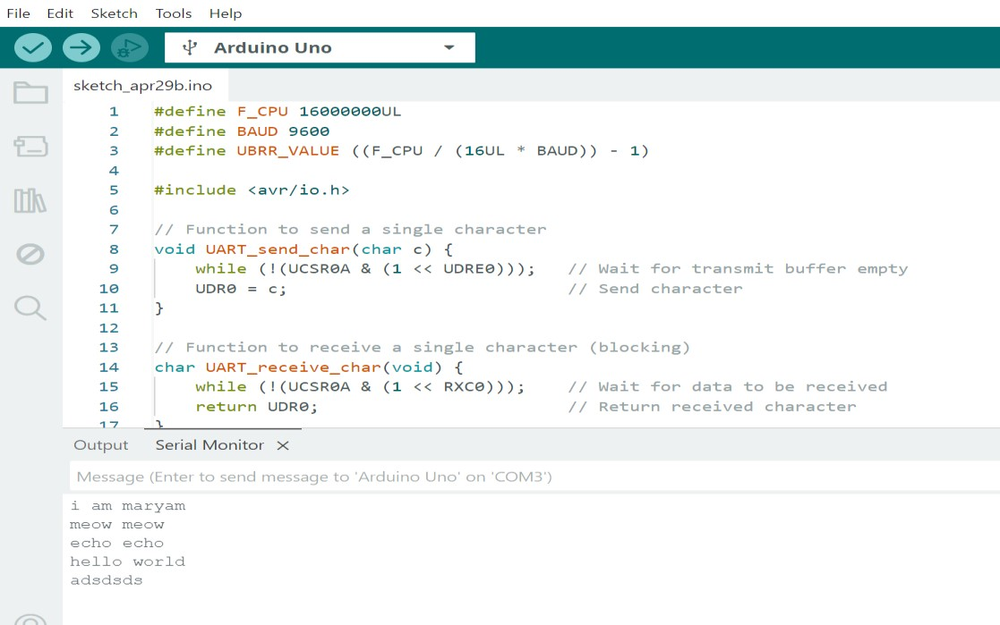 File Edit Sketch Tools Help
Arduino Uno
sketch_apr29b.ino
1 #define F_CPU 16000000UL
2 #define BAUD 9600
3 #define UBRR_VALUE ((F_CPU / (16UL * BAUD)) - 1)
4
5 #include <avr/io.h>
6
7 // Function to send a single character
8 void UART_send_char(char c) {
9 while (!(UCSR0A & (1 << UDRE0))); // Wait for transmit buffer empty
10 UDR0 = c; // Send character
11 }
12
13 // Function to receive a single character (blocking)
14 char UART_receive_char(void) {
15 while (!(UCSR0A & (1 << RXC0))); // Wait for data to be received
16 return UDR0; // Return received character
17 }
Output Serial Monitor
Message (Enter to send message to 'Arduino Uno' on 'COM3')
i am maryam
meow meow
echo echo
hello world
adsdsds